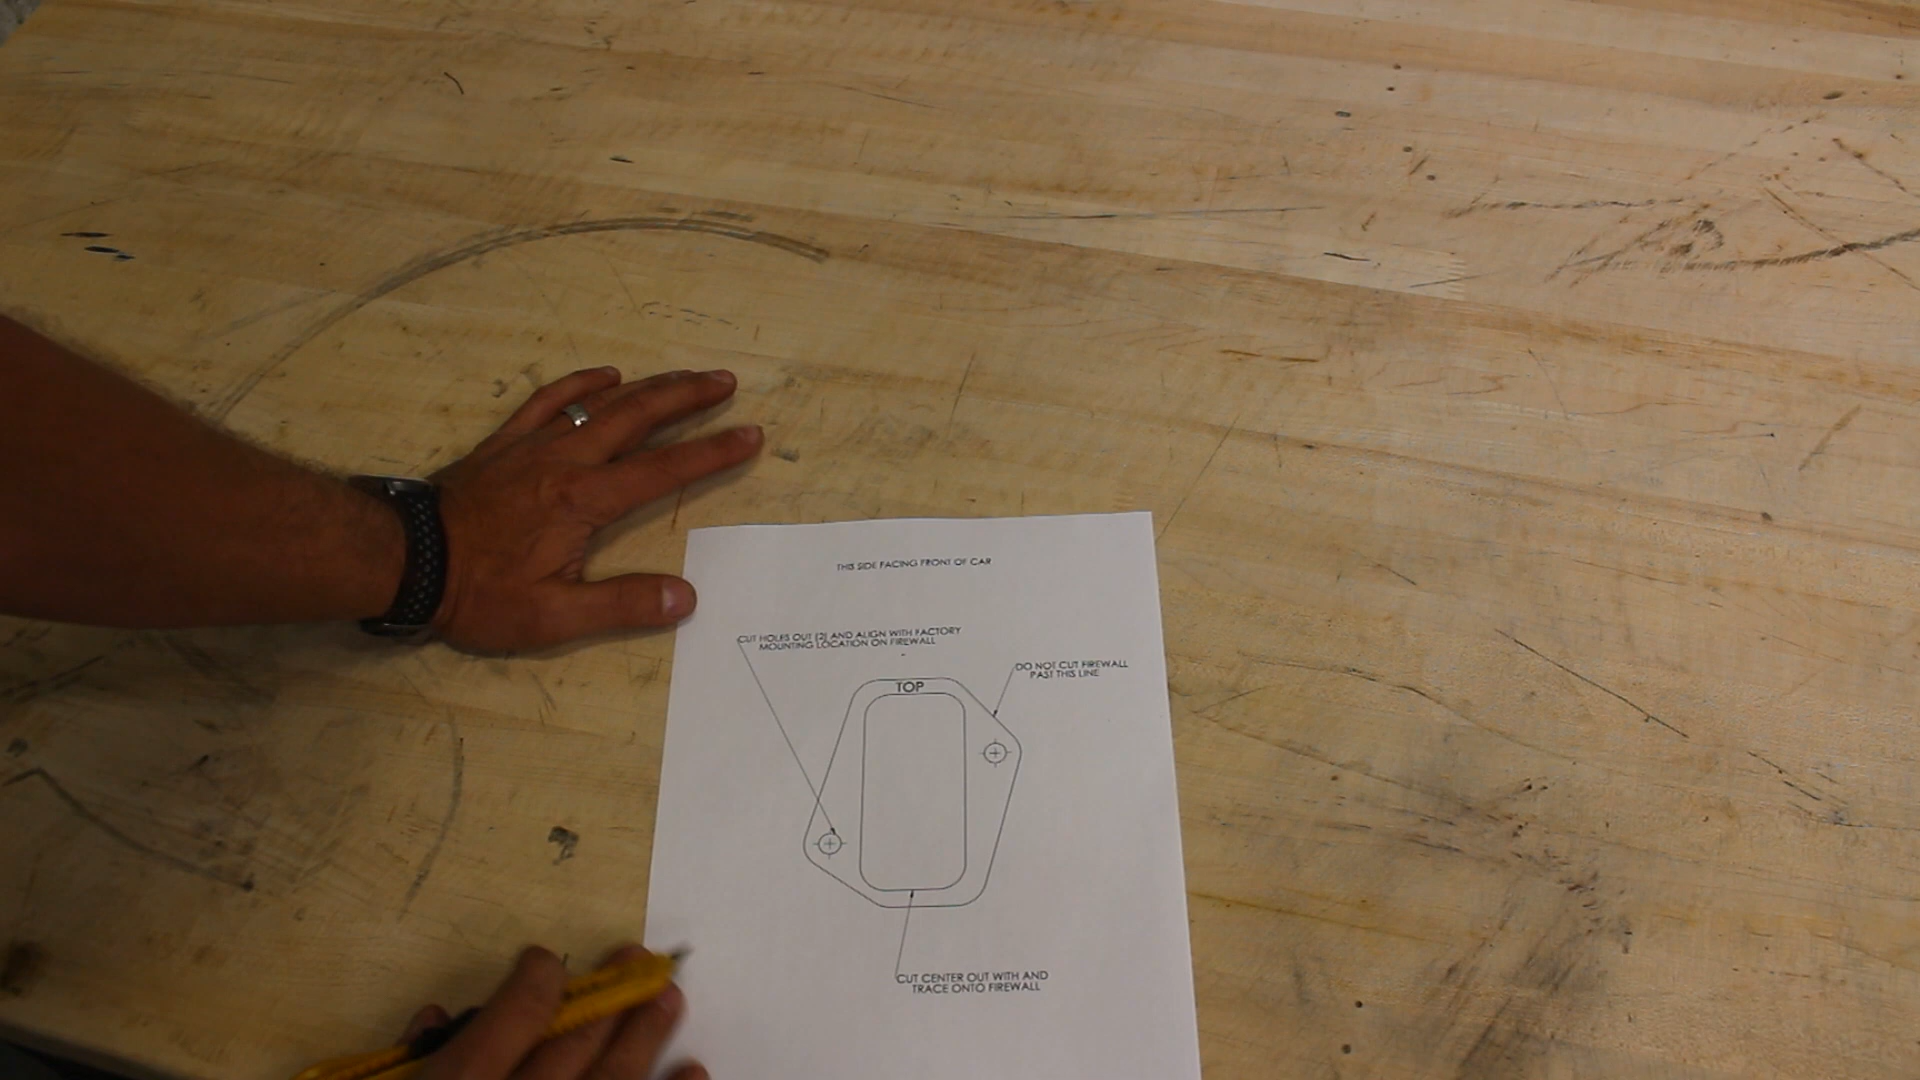 THIS SIDE FACING FRONT OF CAR
CUT HOLES OUT (2) AND ALIGN WITH FACTORY
MOUNTING LOCATION ON FIREWALL
DO NOT CUT FIREWALL
PAST THIS LINE
TOP
CUT CENTER OUT WITH AND
TRACE ONTO FIREWALL